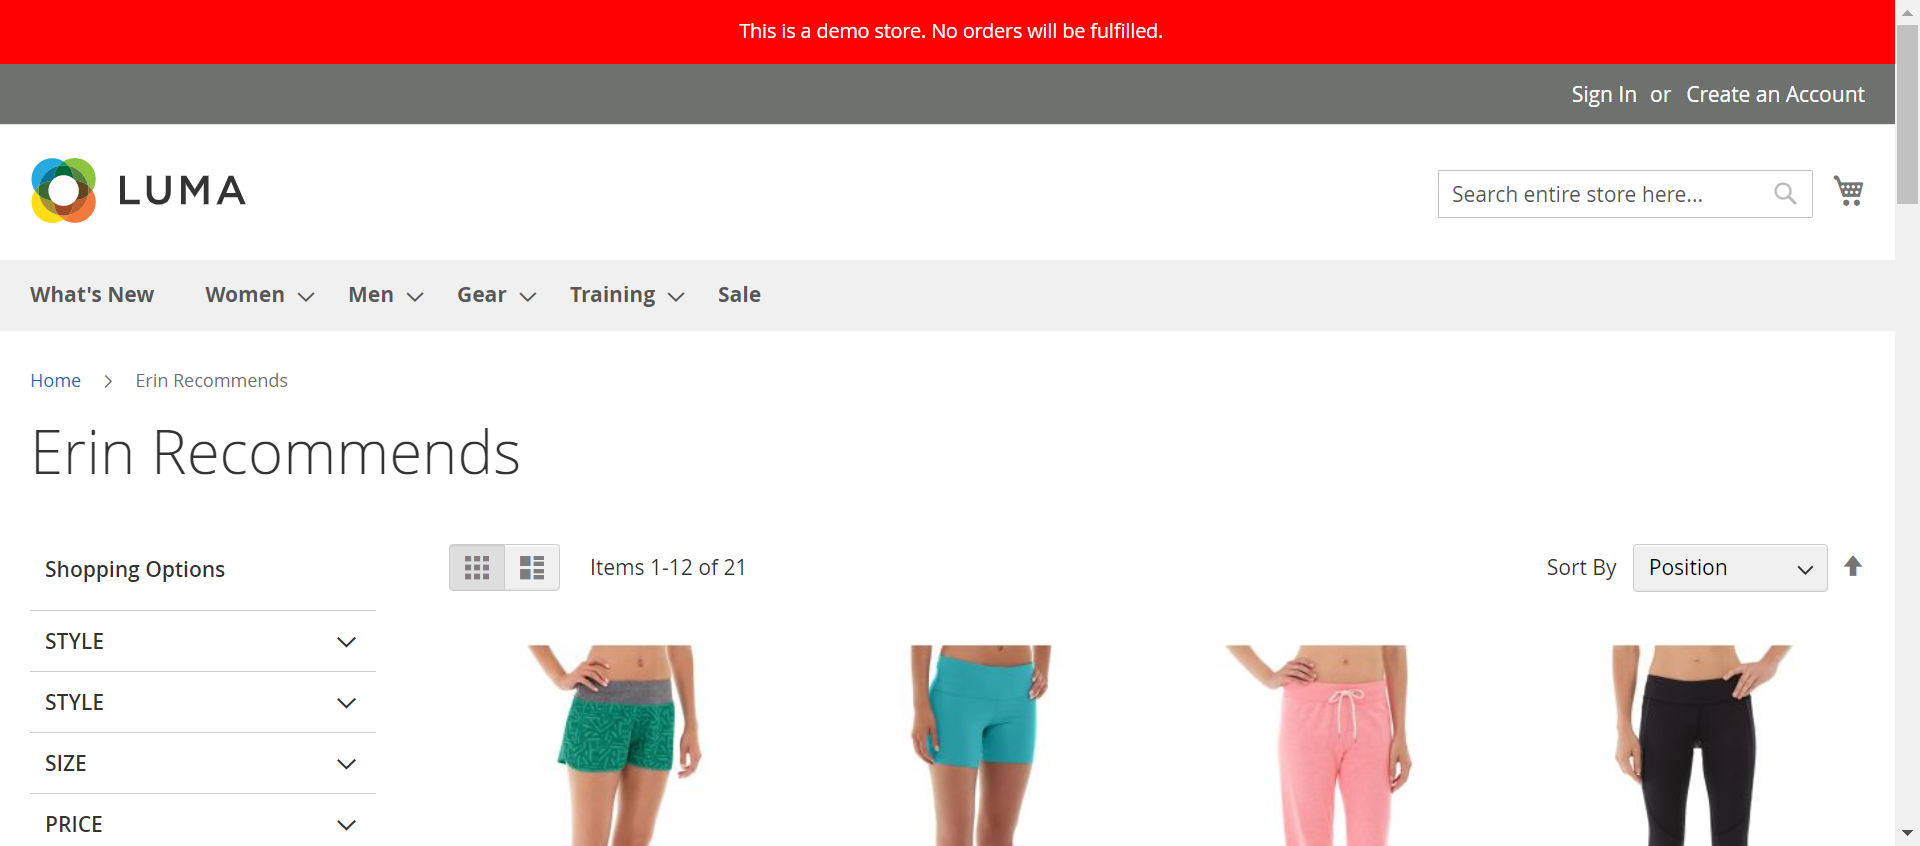 This is a demo store. No orders will be fulfilled.
Sign In or Create an Account
LUMA
Search entire store here...
What's New Women Men Gear Training Sale
Home Erin Recommends
Erin Recommends
Shopping Options
Items 1-12 of 21
Sort By Position
STYLE
STYLE
SIZE
PRICE